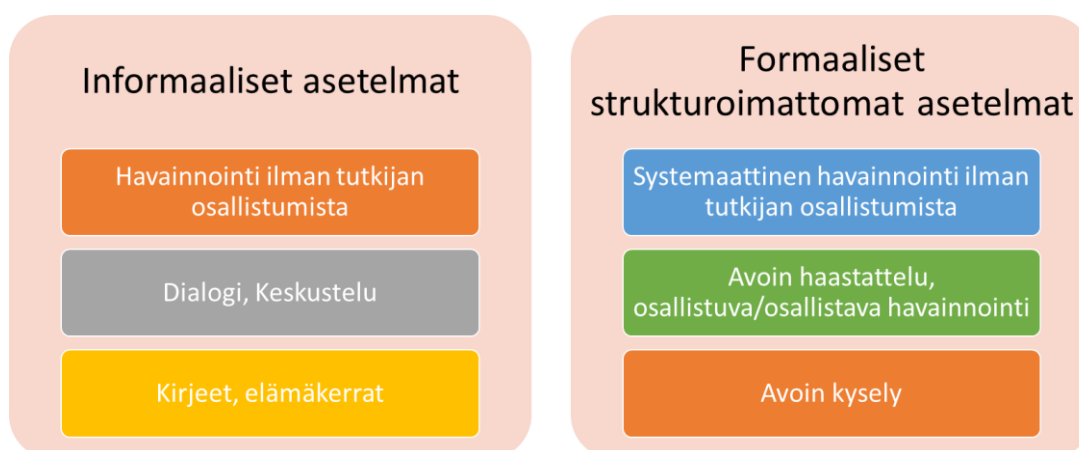 Informaaliset asetelmat
Havainnointi ilman tutkijan
osallistumista
Dialogi, Keskustelu
Kirjeet, elämäkerrat
Formaaliset
strukturoimattomat asetelmat
Systemaattinen havainnointi ilman
tutkijan osallistumista
Avoin haastattelu,
osallistuva/osallistava havainnointi
Avoin kysely